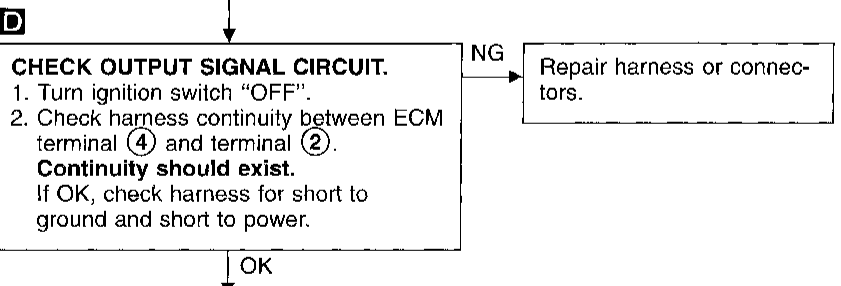 D
CHECK OUTPUT SIGNAL CIRCUIT.
1. Turn ignition switch “OFF”.
2. Check harness continuity between ECM
terminal ④ and terminal ②.
Continuity should exist.
If OK, check harness for short to
ground and short to power.
NG
Repair harness or connec-
tors.
OK